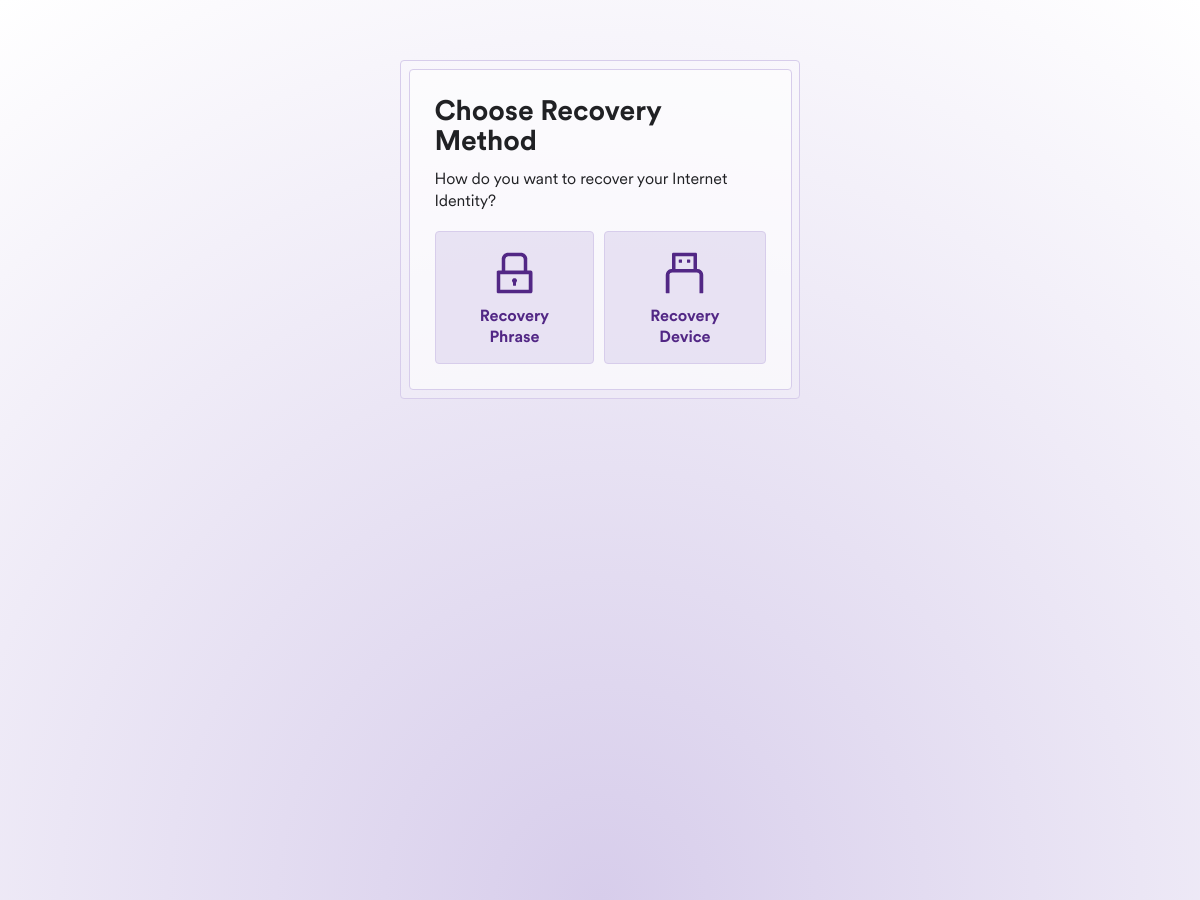 Choose Recovery
Method
How do you want to recover your Internet
Identity?
Recovery
Phrase
Recovery
Device